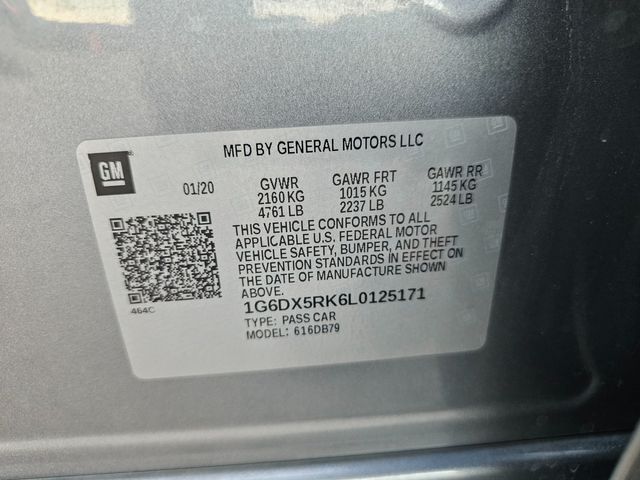 MFD BY GENERAL MOTORS LLC
GM
01/20
GVWR
2160 KG
4761 LB
GAWR FRT
1015 KG
2237 LB
GAWR RR
1145 KG
2524 LB
THIS VEHICLE CONFORMS TO ALL
APPLICABLE U.S. FEDERAL MOTOR
VEHICLE SAFETY, BUMPER, AND THEFT
PREVENTION STANDARDS IN EFFECT ON
THE DATE OF MANUFACTURE SHOWN
ABOVE.
464C
1G6DX5RK6L0125171
TYPE: PASS CAR
MODEL: 616DB79